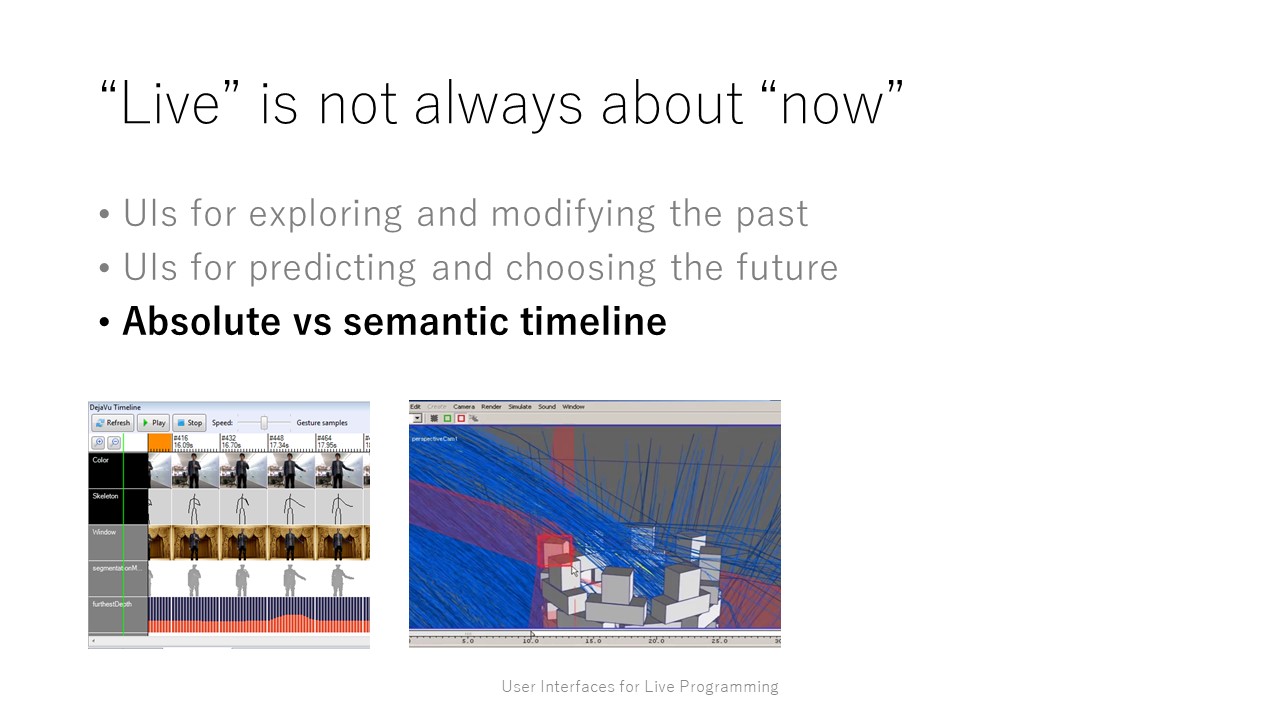 “Live” is not always about “now”
• UIs for exploring and modifying the past
• UIs for predicting and choosing the future
• Absolute vs semantic timeline
DejaVu Timeline
Refresh Play Stop Speed: Gesture samples
#416 #432 #448 #464
16.09s 16.70s 17.34s 17.95s
Color
Skeleton
Window
segmentationM...
furthestDepth
Edit Create Camera Render Simulate Sound Window
perspectiveCam1
5.0 10.0 15.0 20.0 25.0
User Interfaces for Live Programming